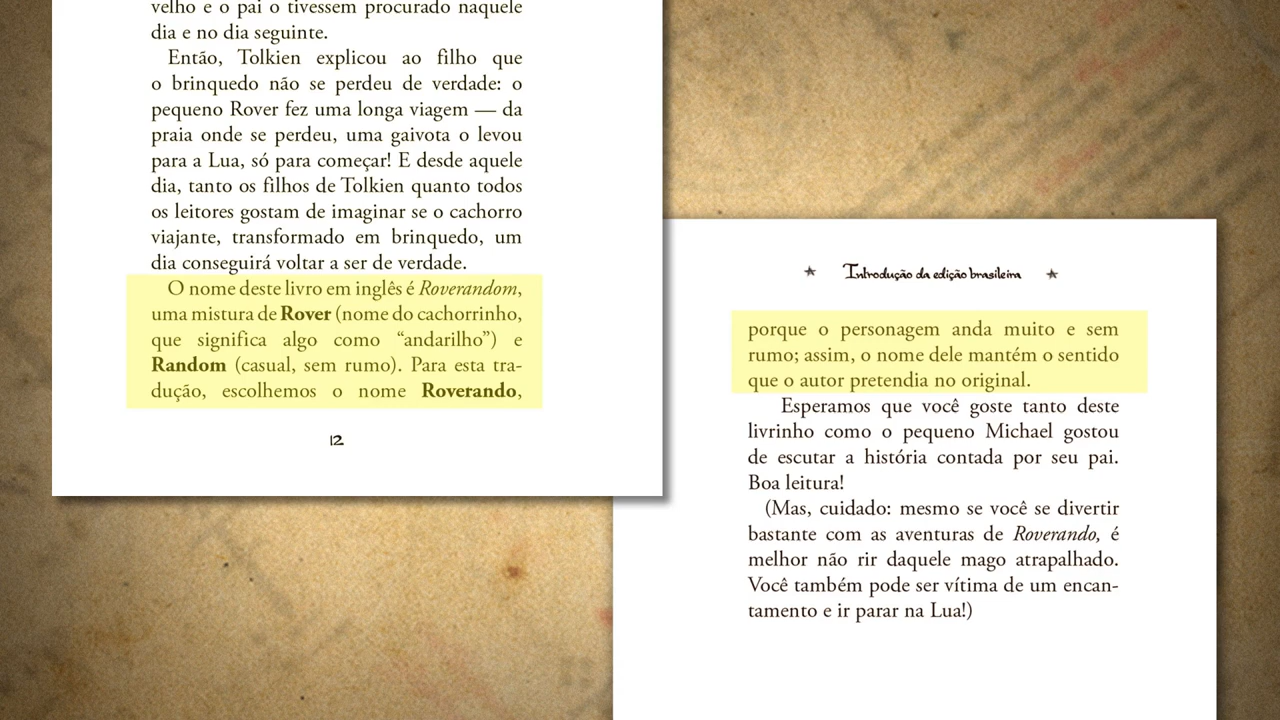 velho e o pai o tivessem procurado naquele
dia e no dia seguinte.
Então, Tolkien explicou ao filho que
o brinquedo não se perdeu de verdade: o
pequeno Rover fez uma longa viagem — da
praia onde se perdeu, uma gaivota o levou
para a Lua, só para começar! E desde aquele
dia, tanto os filhos de Tolkien quanto todos
os leitores gostam de imaginar se o cachorro
viajante, transformado em brinquedo, um
dia conseguirá voltar a ser de verdade.
O nome deste livro em inglês é Roverandom,
uma mistura de Rover (nome do cachorrinho,
que significa algo como “andarilho”) e
Random (casual, sem rumo). Para esta tra-
dução, escolhemos o nome Roverando,
12
Introdução da edição brasileira
porque o personagem anda muito e sem
rumo; assim, o nome dele mantém o sentido
que o autor pretendia no original.
Esperamos que você goste tanto deste
livrinho como o pequeno Michael gostou
de escutar a história contada por seu pai.
Boa leitura!
(Mas, cuidado: mesmo se você se divertir
bastante com as aventuras de Roverando, é
melhor não rir daquele mago atrapalhado.
Você também pode ser vítima de um encan-
tamento e ir parar na Lua!)